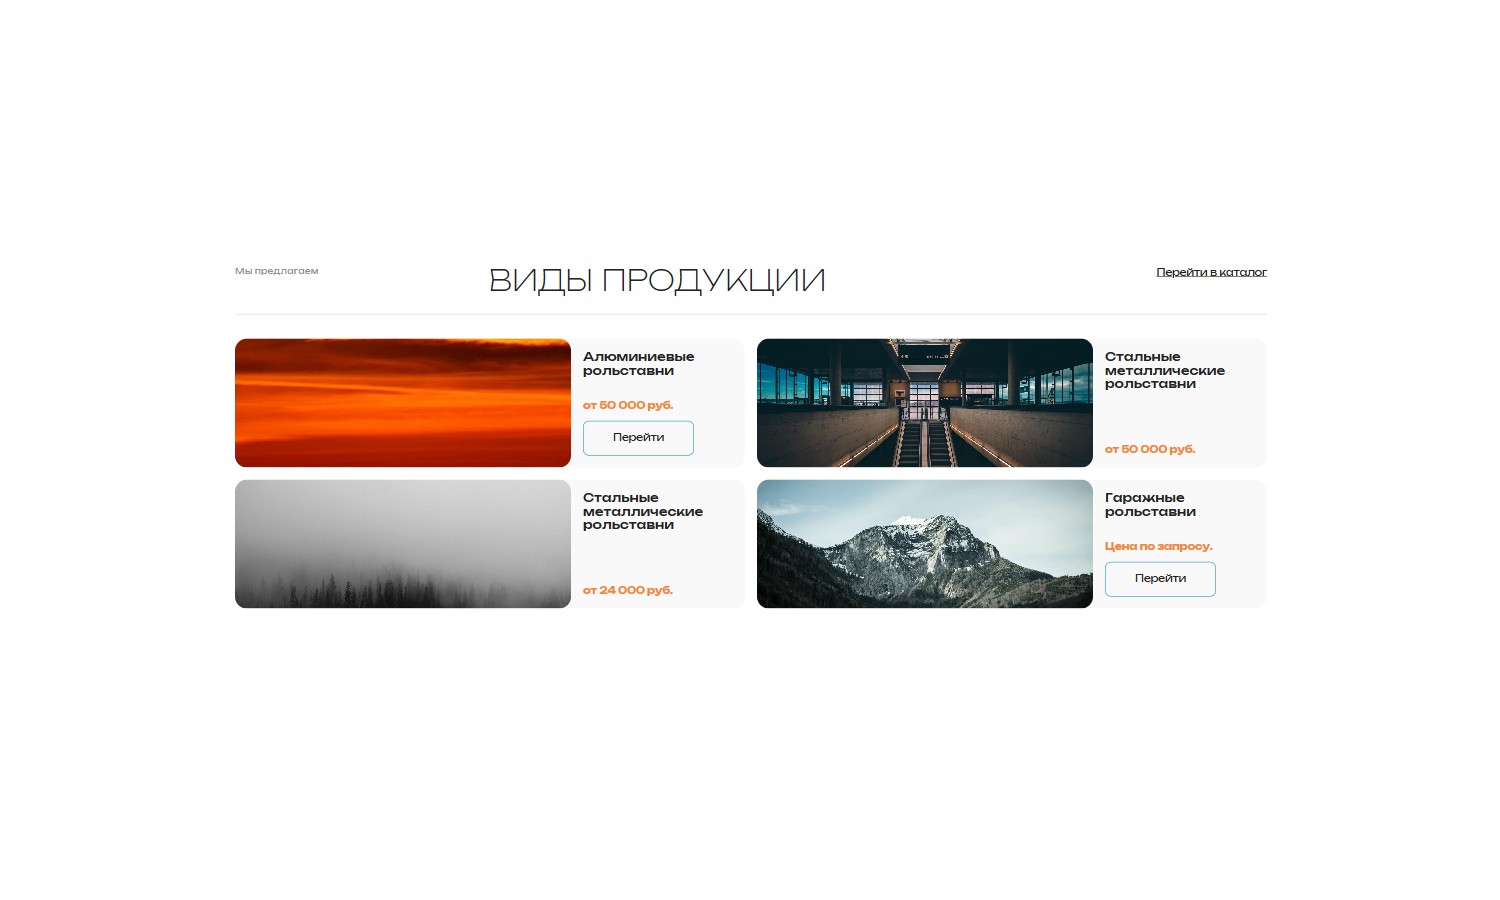 Мы предлагаем
ВИДЫ ПРОДУКЦИИ
Перейти в каталог
Алюминиевые
рольставни
от 50 000 руб.
Перейти
Стальные
металлические
рольставни
от 50 000 руб.
Стальные
металлические
рольставни
от 24 000 руб.
Гаражные
рольставни
Цена по запросу.
Перейти